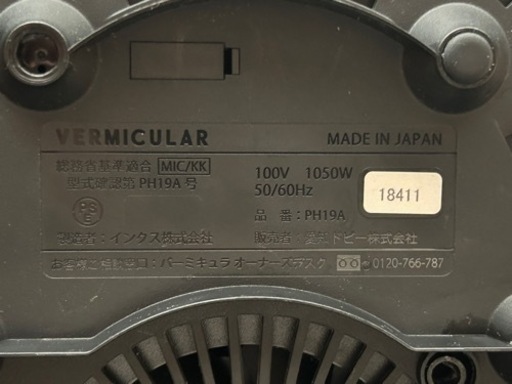 VERMICULAR
MADE IN JAPAN
総務省基準適合 MIC/KK
型式確認第 PH19A 号
100V 1050W
50/60Hz
18411
PSE
品 番：PH19A
製造者：インタス株式会社
販売者：愛知ドビー株式会社
お客様ご相談窓口：バーミキュラ オーナーズデスク 0120-766-787